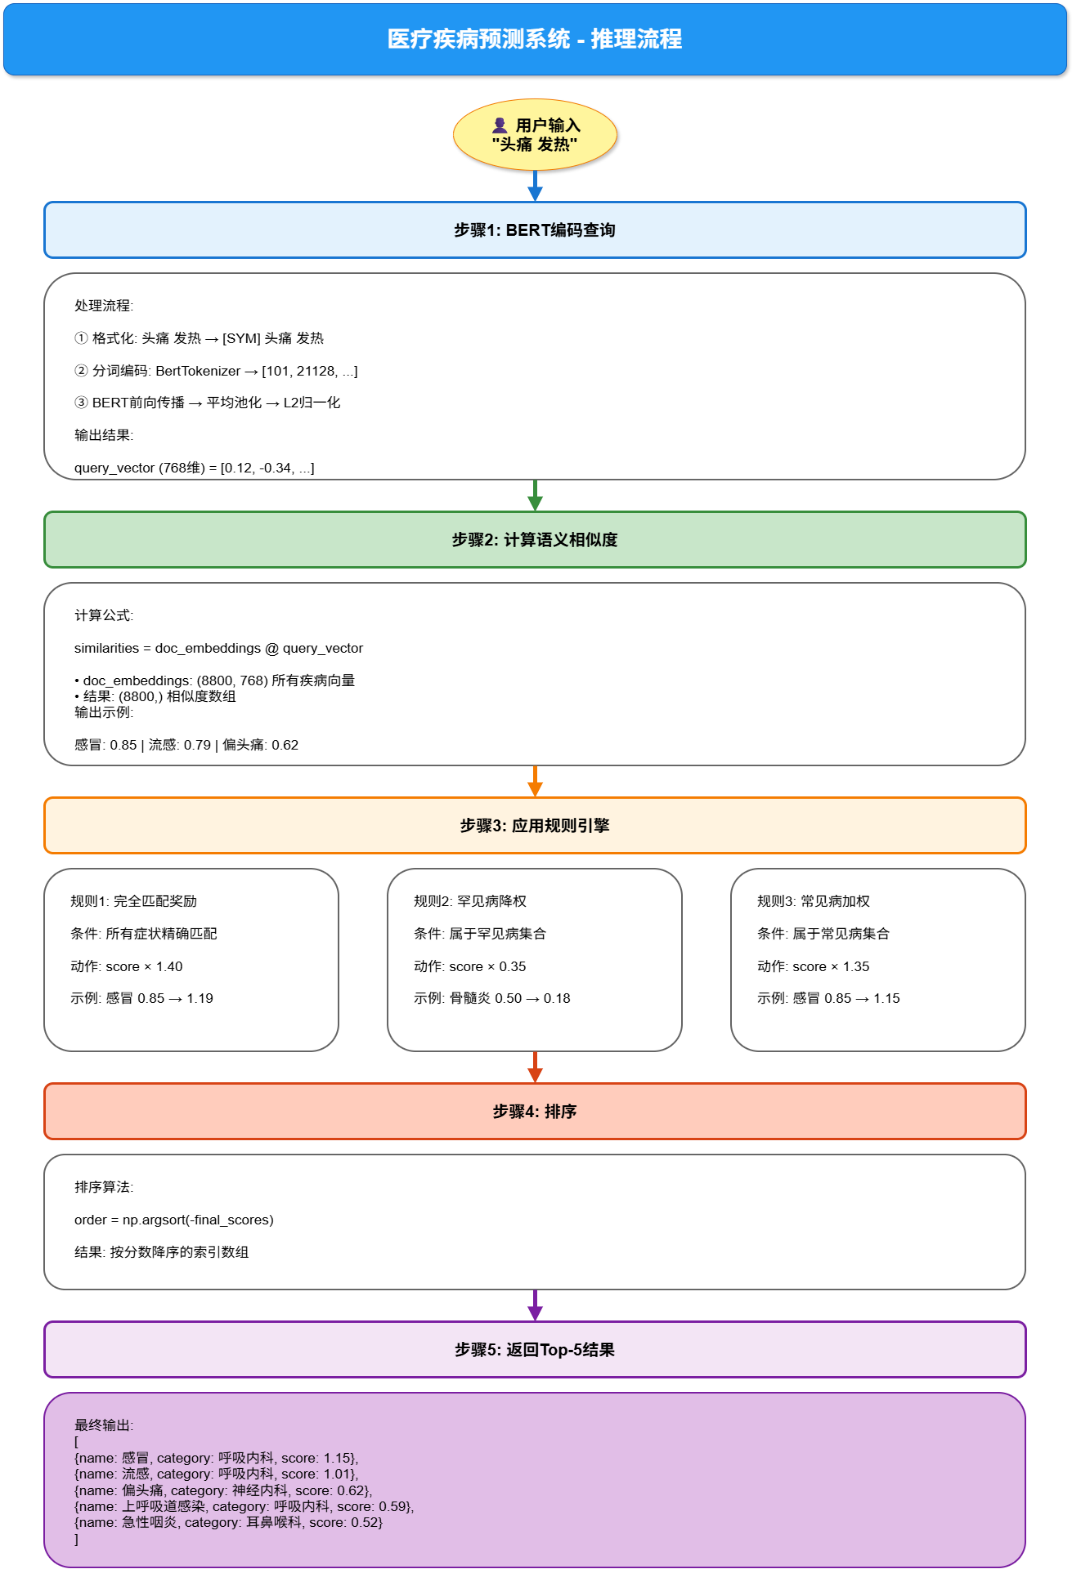 医疗疾病预测系统 - 推理流程
👤 用户输入
"头痛 发热"
步骤1: BERT编码查询
处理流程:
① 格式化: 头痛 发热 → [SYM] 头痛 发热
② 分词编码: BertTokenizer → [101, 21128, ...]
③ BERT前向传播 → 平均池化 → L2归一化
输出结果:
query_vector (768维) = [0.12, -0.34, ...]
步骤2: 计算语义相似度
计算公式:
similarities = doc_embeddings @ query_vector
• doc_embeddings: (8800, 768) 所有疾病向量
• 结果: (8800,) 相似度数组
输出示例:
感冒: 0.85 | 流感: 0.79 | 偏头痛: 0.62
步骤3: 应用规则引擎
规则1: 完全匹配奖励
条件: 所有症状精确匹配
动作: score × 1.40
示例: 感冒 0.85 → 1.19
规则2: 罕见病降权
条件: 属于罕见病集合
动作: score × 0.35
示例: 骨髓炎 0.50 → 0.18
规则3: 常见病加权
条件: 属于常见病集合
动作: score × 1.35
示例: 感冒 0.85 → 1.15
步骤4: 排序
排序算法:
order = np.argsort(-final_scores)
结果: 按分数降序的索引数组
步骤5: 返回Top-5结果
最终输出:
[
{name: 感冒, category: 呼吸内科, score: 1.15},
{name: 流感, category: 呼吸内科, score: 1.01},
{name: 偏头痛, category: 神经内科, score: 0.62},
{name: 上呼吸道感染, category: 呼吸内科, score: 0.59},
{name: 急性咽炎, category: 耳鼻喉科, score: 0.52}
]